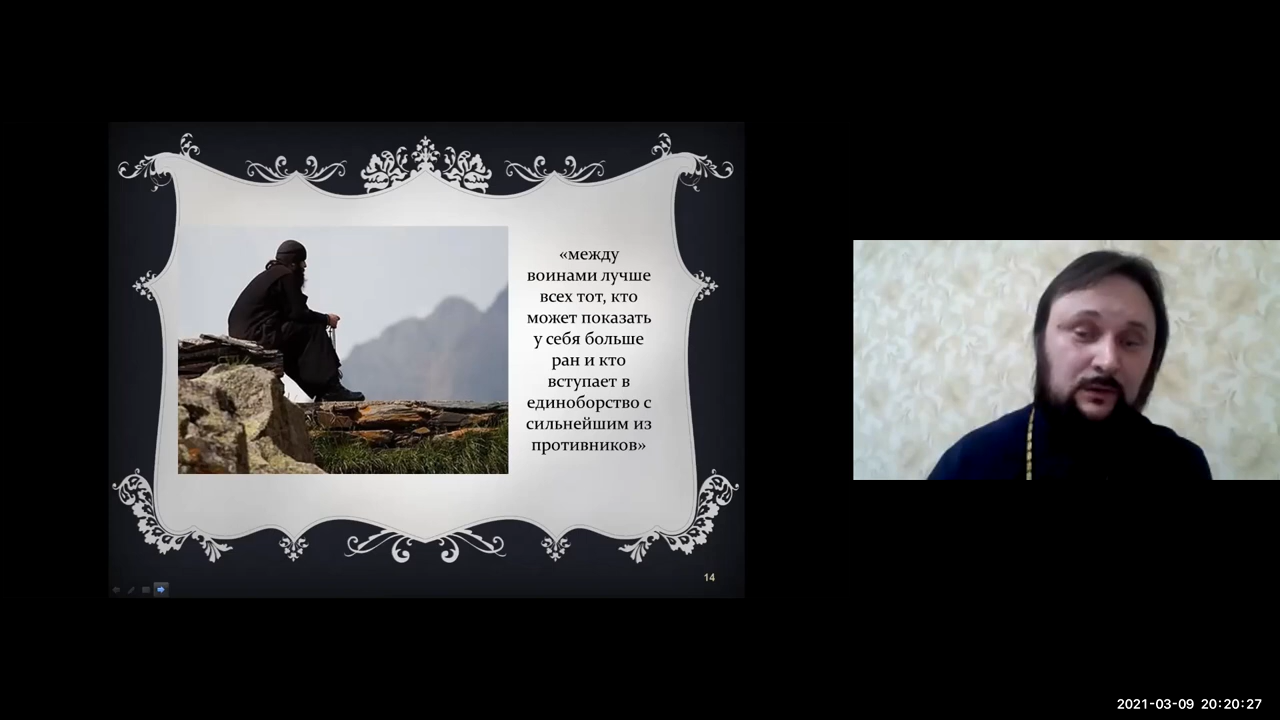 «между
воинами лучше
всех тот, кто
может показать
у себя больше
ран и кто
вступает в
единоборство с
сильнейшим из
противников»
14
2021-03-09 20:20:27